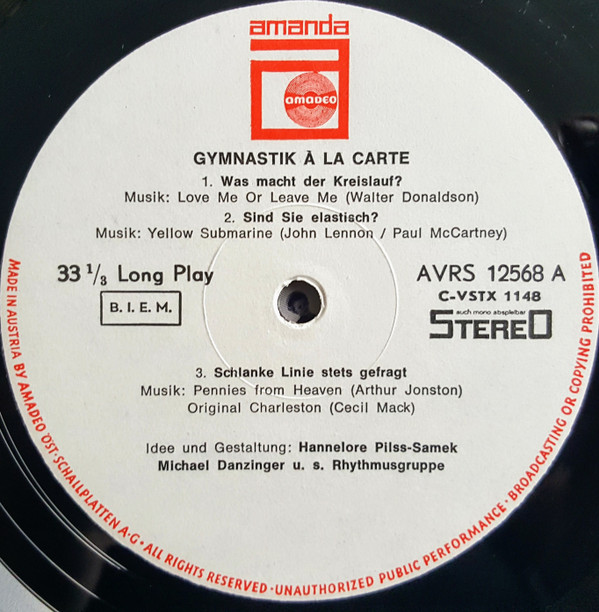 amanda
AMADEO
GYMNASTIK À LA CARTE
1. Was macht der Kreislauf?
Musik: Love Me Or Leave Me (Walter Donaldson)
2. Sind Sie elastisch?
Musik: Yellow Submarine (John Lennon / Paul McCartney)
33 1/3 Long Play
B. I. E. M.
AVRS 12568 A
C-VSTX 1148
auch mono abspielbar
STEREO
3. Schlanke Linie stets gefragt
Musik: Pennies from Heaven (Arthur Jonston)
Original Charleston (Cecil Mack)
Idee und Gestaltung: Hannelore Pilss-Samek
Michael Danzinger u. s. Rhythmusgruppe
MADE IN AUSTRIA BY AMADEO ÖST. SCHALLPLATTEN A·G· ALL RIGHTS RESERVED · UNAUTHORIZED PUBLIC PERFORMANCE · BROADCASTING OR COPYING PROHIBITED